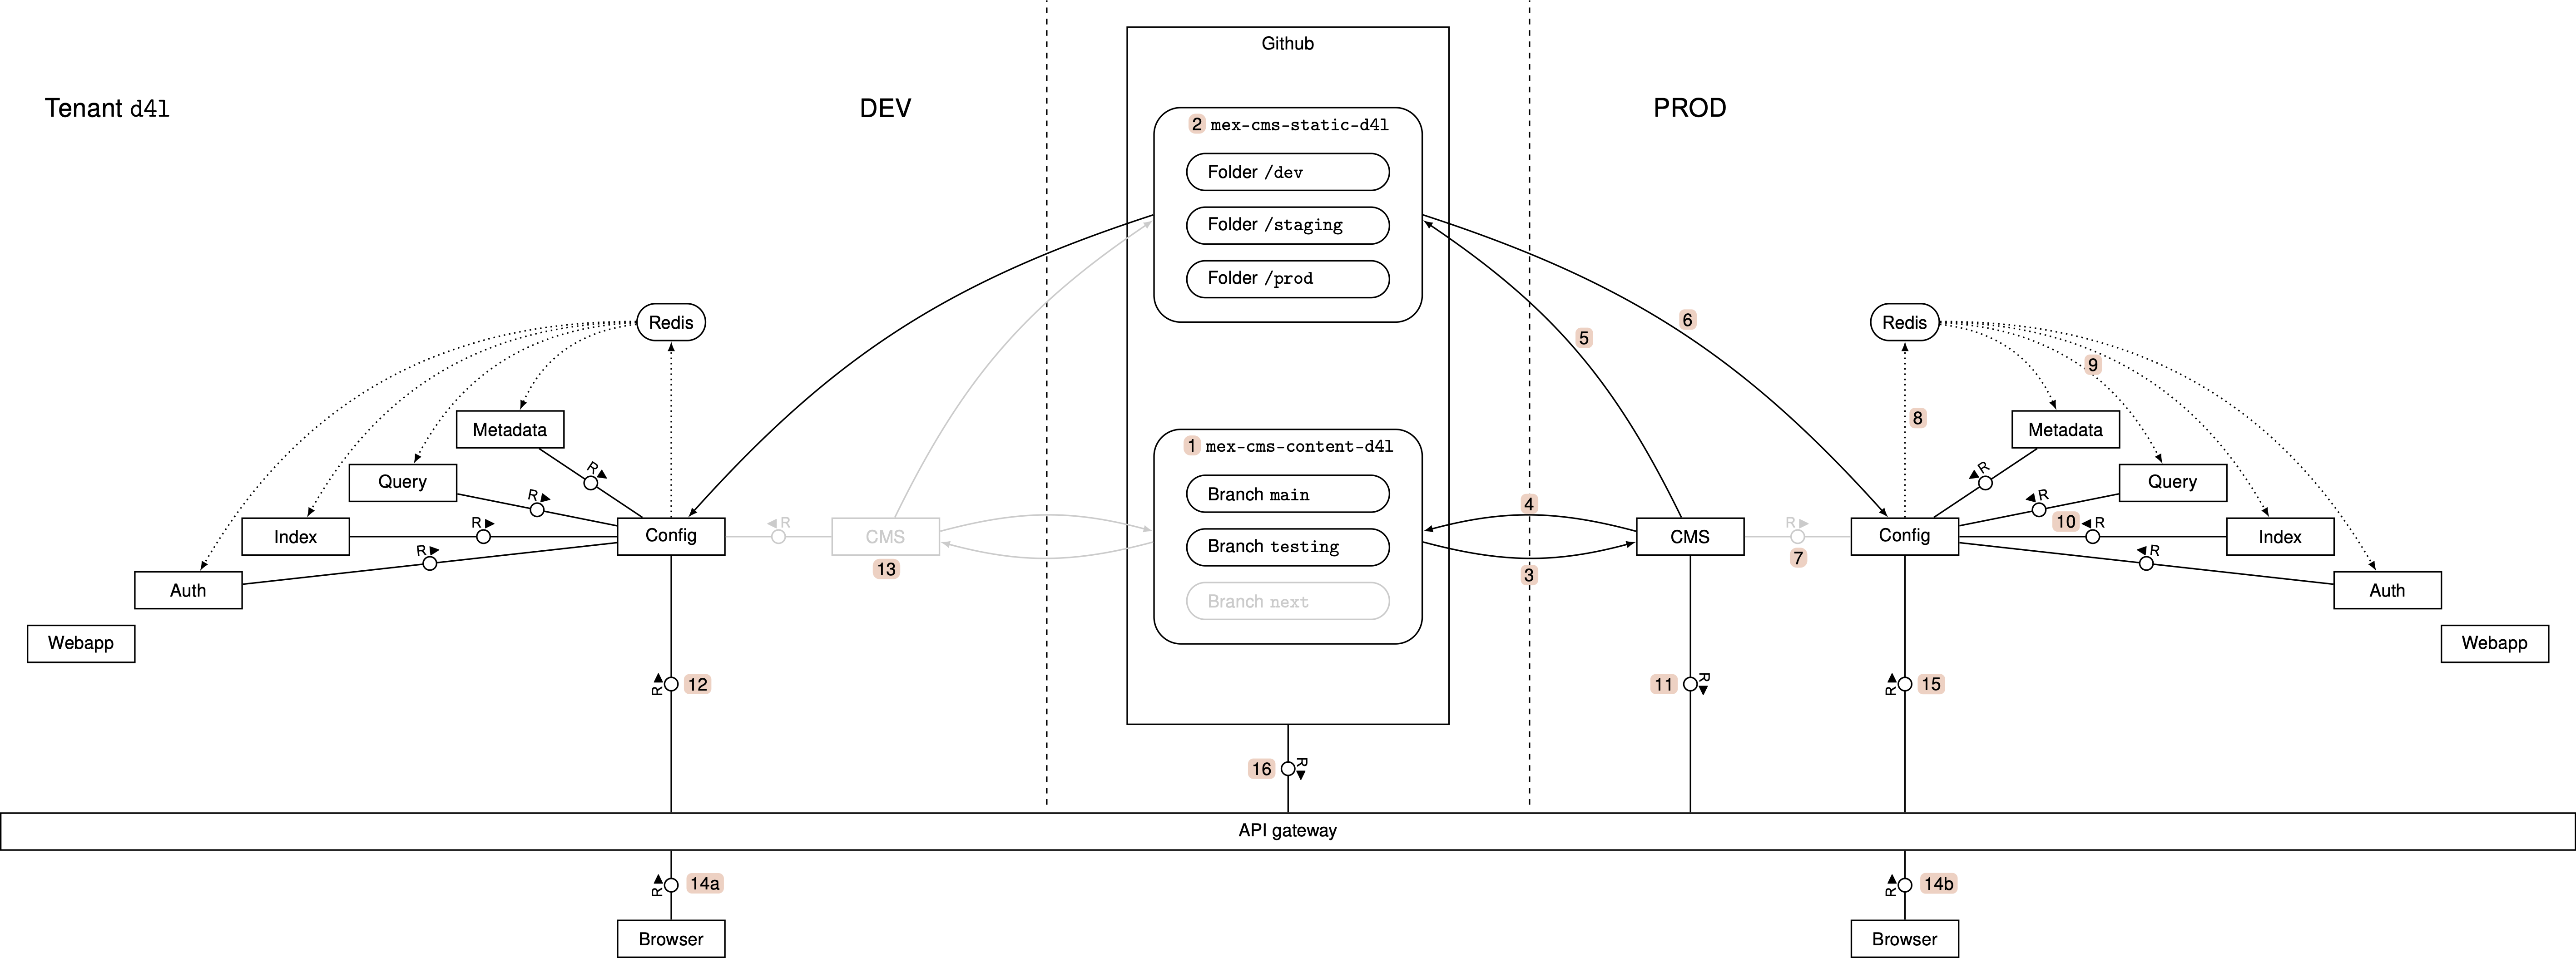 Github
Tenant d4l
DEV
PROD
2 mex-cms-static-d4l
Folder /dev
Folder /staging
Folder /prod
6
5
Redis
Redis
9
8
Metadata
Metadata
1 mex-cms-content-d4l
R
R
Query
Query
Branch main
R
R
4
Index
R
Config
R
CMS
Branch testing
CMS
R
7
Config
10
R
Index
R
R
13
3
Auth
Auth
Branch next
Webapp
Webapp
R
12
11
R
R
15
16
R
API gateway
R
14a
R
14b
Browser
Browser